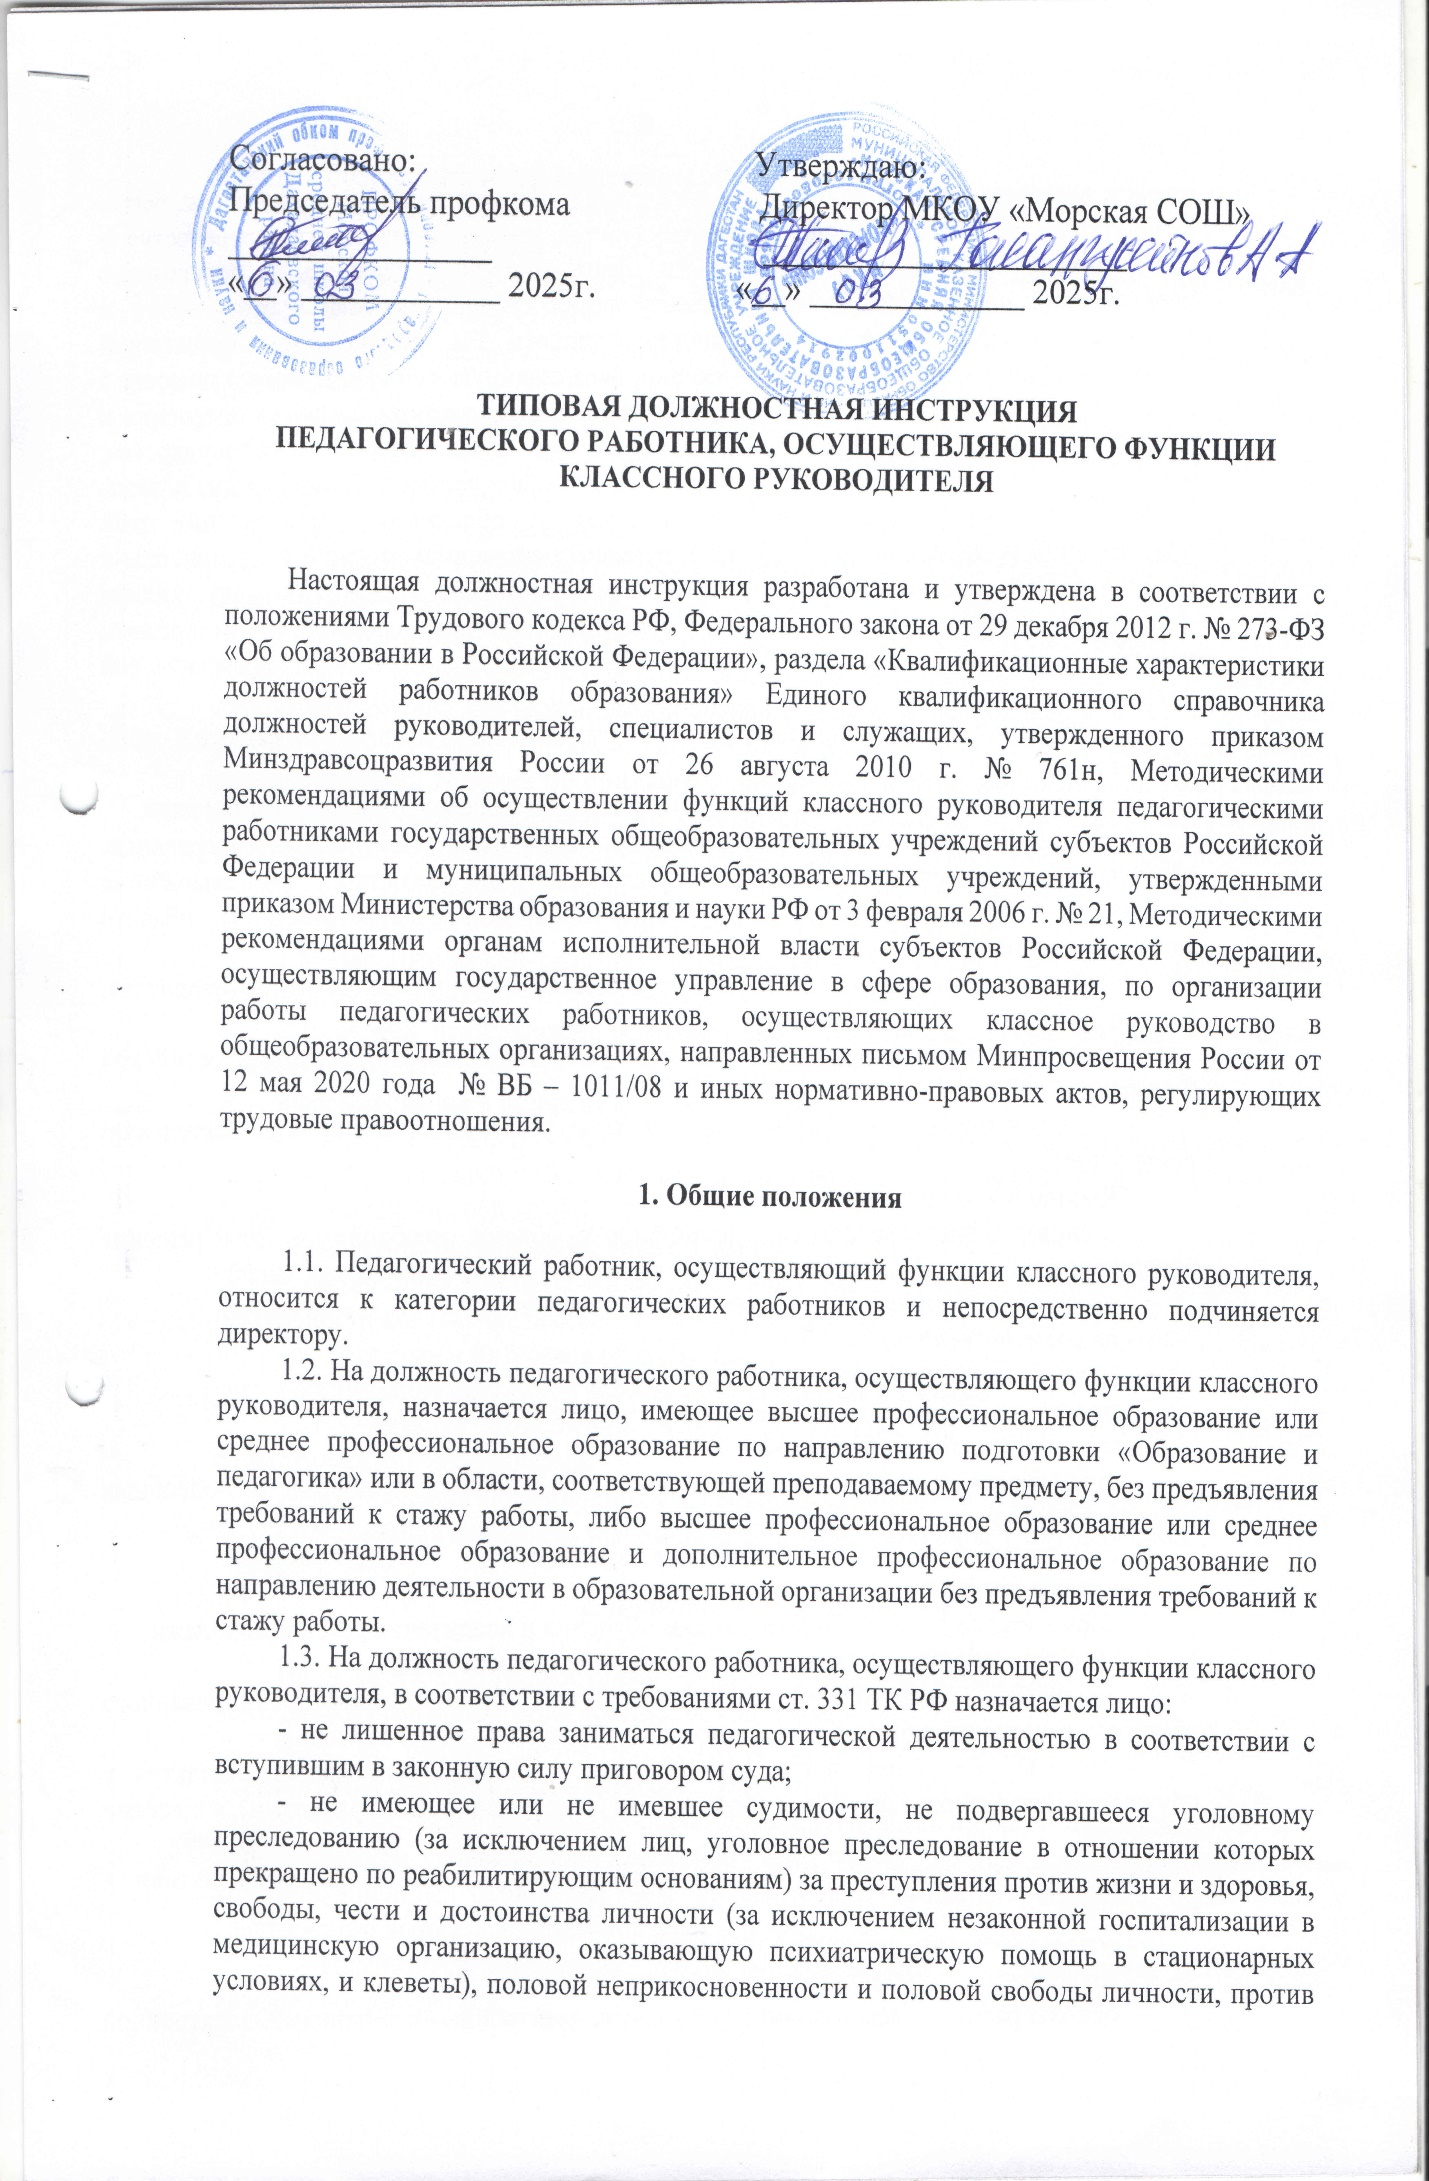 Согласовано:
Председатель профкома
«6» 03 2025г.
Утверждаю:
Директор МКОУ «Морская СОШ»
«6» 03 2025г.
ТИПОВАЯ ДОЛЖНОСТНАЯ ИНСТРУКЦИЯ
ПЕДАГОГИЧЕСКОГО РАБОТНИКА, ОСУЩЕСТВЛЯЮЩЕГО ФУНКЦИИ
КЛАССНОГО РУКОВОДИТЕЛЯ
Настоящая должностная инструкция разработана и утверждена в соответствии с
положениями Трудового кодекса РФ, Федерального закона от 29 декабря 2012 г. № 273-ФЗ
«Об образовании в Российской Федерации», раздела «Квалификационные характеристики
должностей работников образования» Единого квалификационного справочника
должностей руководителей, специалистов и служащих, утвержденного приказом
Минздравсоцразвития России от 26 августа 2010 г. № 761н, Методическими
рекомендациями об осуществлении функций классного руководителя педагогическими
работниками государственных общеобразовательных учреждений субъектов Российской
Федерации и муниципальных общеобразовательных учреждений, утвержденными
приказом Министерства образования и науки РФ от 3 февраля 2006 г. № 21, Методическими
рекомендациями органам исполнительной власти субъектов Российской Федерации,
осуществляющим государственное управление в сфере образования, по организации
работы педагогических работников, осуществляющих классное руководство в
общеобразовательных организациях, направленных письмом Минпросвещения России от
12 мая 2020 года № ВБ – 1011/08 и иных нормативно-правовых актов, регулирующих
трудовые правоотношения.
1. Общие положения
1.1. Педагогический работник, осуществляющий функции классного руководителя,
относится к категории педагогических работников и непосредственно подчиняется
директору.
1.2. На должность педагогического работника, осуществляющего функции классного
руководителя, назначается лицо, имеющее высшее профессиональное образование или
среднее профессиональное образование по направлению подготовки «Образование и
педагогика» или в области, соответствующей преподаваемому предмету, без предъявления
требований к стажу работы, либо высшее профессиональное образование или среднее
профессиональное образование и дополнительное профессиональное образование по
направлению деятельности в образовательной организации без предъявления требований к
стажу работы.
1.3. На должность педагогического работника, осуществляющего функции классного
руководителя, в соответствии с требованиями ст. 331 ТК РФ назначается лицо:
- не лишенное права заниматься педагогической деятельностью в соответствии с
вступившим в законную силу приговором суда;
- не имеющее или не имевшее судимости, не подвергавшееся уголовному
преследованию (за исключением лиц, уголовное преследование в отношении которых
прекращено по реабилитирующим основаниям) за преступления против жизни и здоровья,
свободы, чести и достоинства личности (за исключением незаконной госпитализации в
медицинскую организацию, оказывающую психиатрическую помощь в стационарных
условиях, и клеветы), половой неприкосновенности и половой свободы личности, против